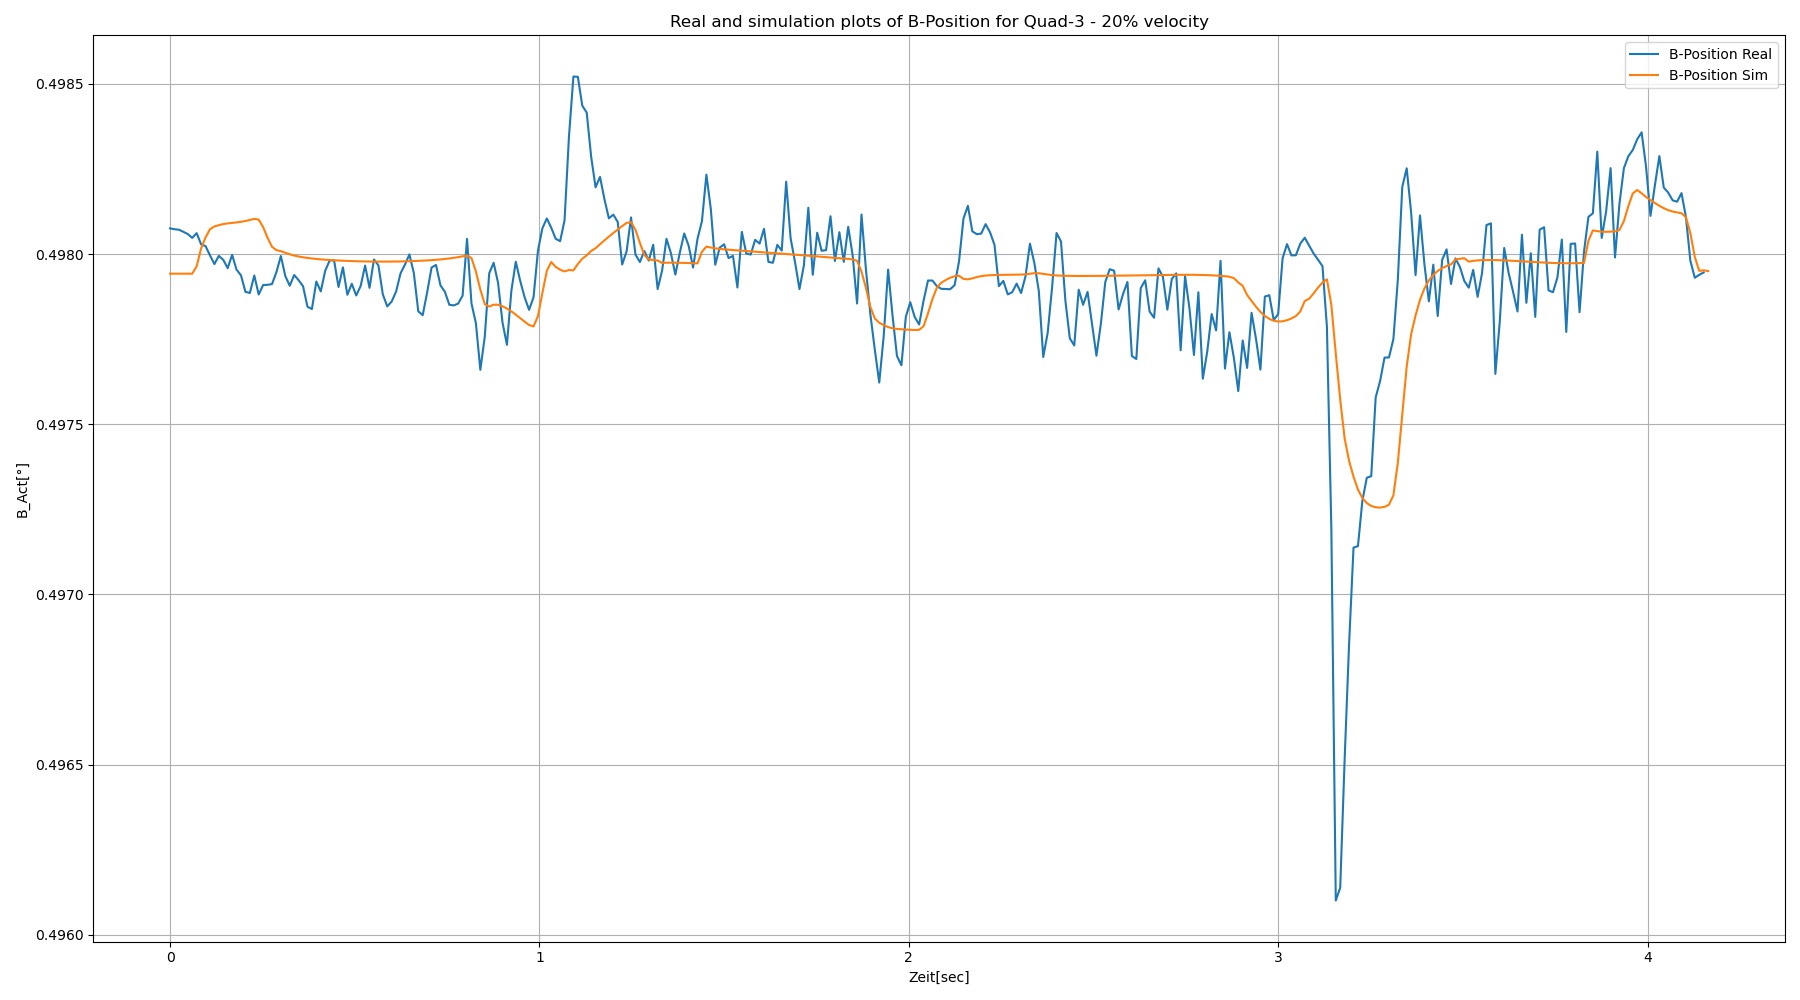 Real and simulation plots of B-Position for Quad-3 - 20% velocity
B-Position Real
B-Position Sim
0.4985
0.4980
0.4975
0.4970
0.4965
0.4960
B_Act[°]
0 1 2 3 4
Zeit[sec]